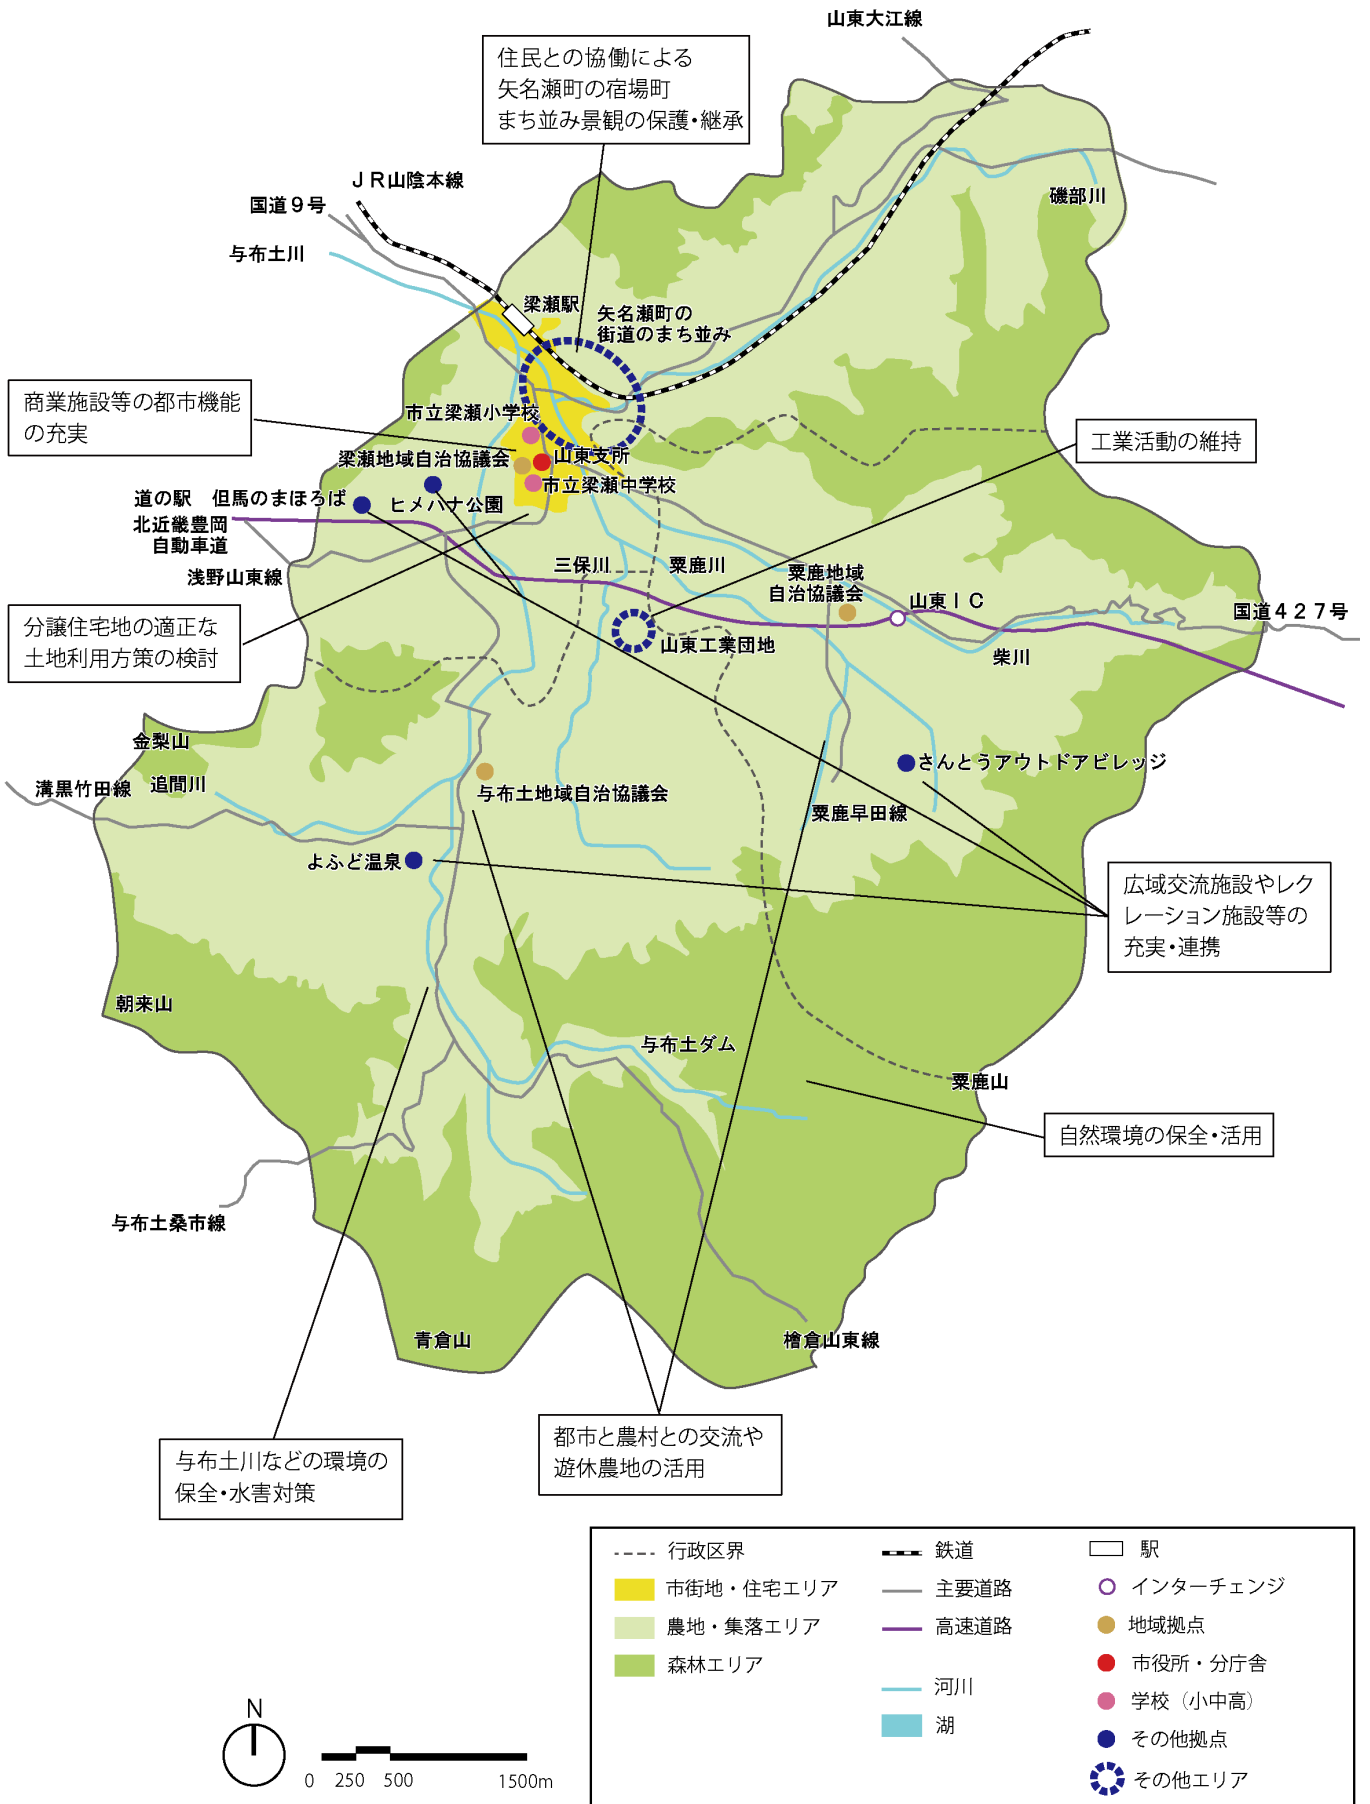 山東大江線
住民との協働による
矢名瀬町の宿場町
まち並み景観の保護・継承
ＪＲ山陰本線
国道９号
磯部川
与布土川
梁瀬駅
矢名瀬町の
街道のまち並み
商業施設等の都市機能
の充実
市立梁瀬小学校
工業活動の維持
梁瀬地域自治協議会
山東支所
市立梁瀬中学校
道の駅　但馬のまほろば
ヒメハナ公園
北近畿豊岡
自動車道
浅野山東線
三保川
粟鹿川
粟鹿地域
自治協議会
山東ＩＣ
国道４２７号
分譲住宅地の適正な
土地利用方策の検討
山東工業団地
柴川
金梨山
さんとうアウトドアビレッジ
溝黒竹田線
追間川
与布土地域自治協議会
粟鹿早田線
よふど温泉
広域交流施設やレク
レーション施設等の
充実・連携
朝来山
与布土ダム
粟鹿山
自然環境の保全・活用
与布土桑市線
青倉山
檜倉山東線
都市と農村との交流や
遊休農地の活用
与布土川などの環境の
保全・水害対策
行政区界
市街地・住宅エリア
農地・集落エリア
森林エリア
鉄道
主要道路
高速道路
河川
湖
駅
インターチェンジ
地域拠点
市役所・分庁舎
学校（小中高）
その他拠点
その他エリア
N
0 250 500 1500m